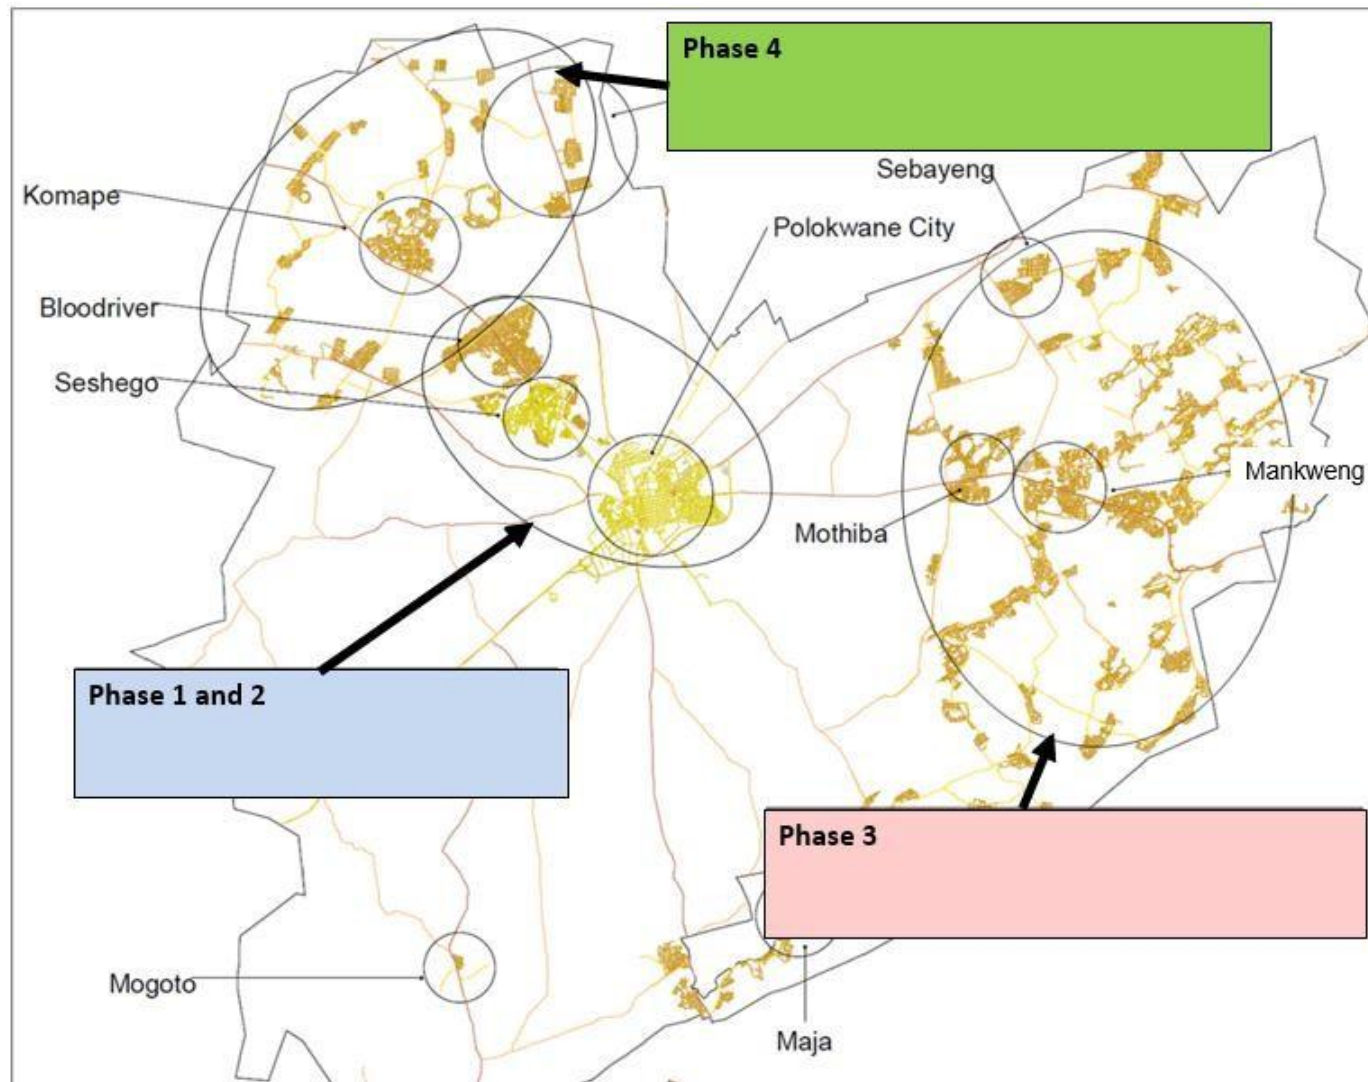 Phase 4
Sebayeng
Komape
Polokwane City
Bloodriver
Seshego
Mankweng
Mothiba
Phase 1 and 2
Phase 3
Mogoto
Maja